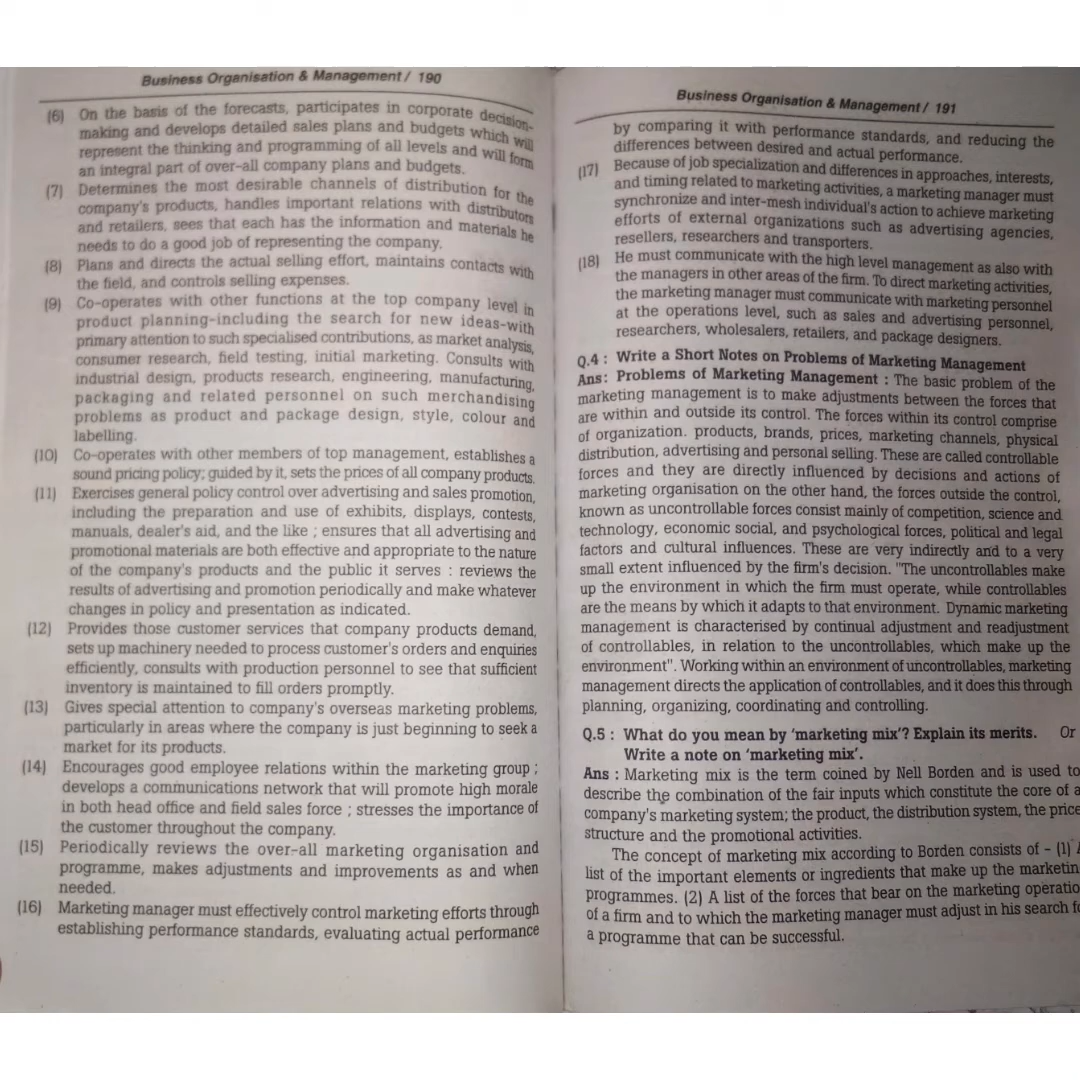 Business Organisation & Management / 190
(6) On the basis of the forecasts, participates in corporate decision-
making and develops detailed sales plans and budgets which will
represent the thinking and programming of all levels and will form
an integral part of over-all company plans and budgets.
(7) Determines the most desirable channels of distribution for the
company's products, handles important relations with distributors
and retailers, sees that each has the information and materials he
needs to do a good job of representing the company.
(8) Plans and directs the actual selling effort, maintains contacts with
the field, and controls selling expenses.
(9) Co-operates with other functions at the top company level in
product planning-including the search for new ideas-with
primary attention to such specialised contributions, as market analysis,
consumer research, field testing, initial marketing. Consults with
industrial design, products research, engineering, manufacturing,
packaging and related personnel on such merchandising
problems as product and package design, style, colour and
labelling.
(10) Co-operates with other members of top management, establishes a
sound pricing policy; guided by it, sets the prices of all company products.
(11) Exercises general policy control over advertising and sales promotion,
including the preparation and use of exhibits, displays, contests,
manuals, dealer's aid, and the like ; ensures that all advertising and
promotional materials are both effective and appropriate to the nature
of the company's products and the public it serves : reviews the
results of advertising and promotion periodically and make whatever
changes in policy and presentation as indicated.
(12) Provides those customer services that company products demand,
sets up machinery needed to process customer's orders and enquiries
efficiently, consults with production personnel to see that sufficient
inventory is maintained to fill orders promptly.
(13) Gives special attention to company's overseas marketing problems,
particularly in areas where the company is just beginning to seek a
market for its products.
(14) Encourages good employee relations within the marketing group ;
develops a communications network that will promote high morale
in both head office and field sales force ; stresses the importance of
the customer throughout the company.
(15) Periodically reviews the over-all marketing organisation and
programme, makes adjustments and improvements as and when
needed.
(16) Marketing manager must effectively control marketing efforts through
establishing performance standards, evaluating actual performance
Business Organisation & Management / 191
by comparing it with performance standards, and reducing the
differences between desired and actual performance.
(17) Because of job specialization and differences in approaches, interests,
and timing related to marketing activities, a marketing manager must
synchronize and inter-mesh individual's action to achieve marketing
efforts of external organizations such as advertising agencies,
resellers, researchers and transporters.
(18) He must communicate with the high level management as also with
the managers in other areas of the firm. To direct marketing activities,
the marketing manager must communicate with marketing personnel
at the operations level, such as sales and advertising personnel,
researchers, wholesalers, retailers, and package designers.
Q.4 : Write a Short Notes on Problems of Marketing Management
Ans: Problems of Marketing Management : The basic problem of the
marketing management is to make adjustments between the forces that
are within and outside its control. The forces within its control comprise
of organization. products, brands, prices, marketing channels, physical
distribution, advertising and personal selling. These are called controllable
forces and they are directly influenced by decisions and actions of
marketing organisation on the other hand, the forces outside the control,
known as uncontrollable forces consist mainly of competition, science and
technology, economic social, and psychological forces, political and legal
factors and cultural influences. These are very indirectly and to a very
small extent influenced by the firm's decision. "The uncontrollables make
up the environment in which the firm must operate, while controllables
are the means by which it adapts to that environment. Dynamic marketing
management is characterised by continual adjustment and readjustment
of controllables, in relation to the uncontrollables, which make up the
environment". Working within an environment of uncontrollables, marketing
management directs the application of controllables, and it does this through
planning, organizing, coordinating and controlling.
Q.5 : What do you mean by 'marketing mix'? Explain its merits. Or
Write a note on 'marketing mix'.
Ans : Marketing mix is the term coined by Nell Borden and is used to
describe the combination of the fair inputs which constitute the core of a
company's marketing system; the product, the distribution system, the price
structure and the promotional activities.
The concept of marketing mix according to Borden consists of - (1) A
list of the important elements or ingredients that make up the marketin
programmes. (2) A list of the forces that bear on the marketing operatio
of a firm and to which the marketing manager must adjust in his search fo
a programme that can be successful.